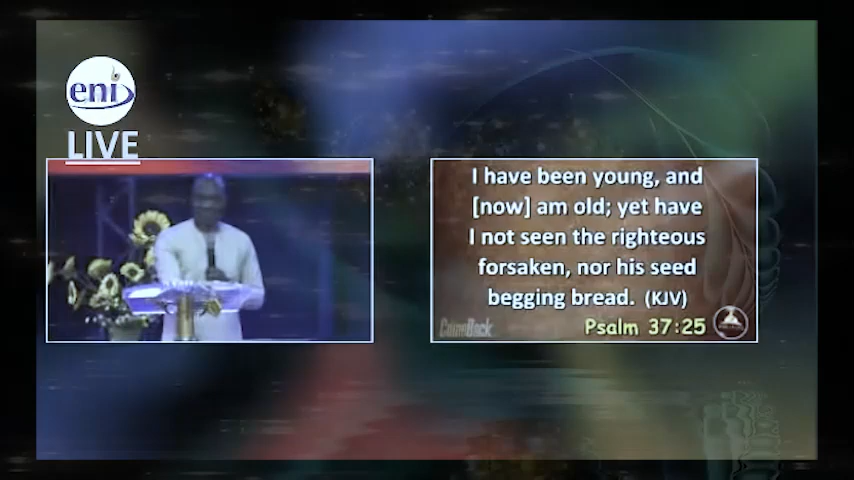 eni
LIVE
I have been young, and
[now] am old; yet have
I not seen the righteous
forsaken, nor his seed
begging bread. (KJV)
Psalm 37:25
ComeBack